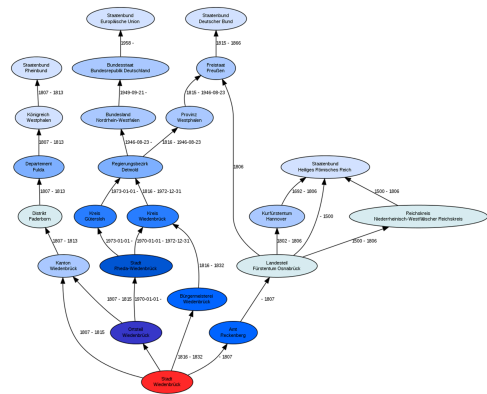 Staatenbund
Europäische Union
Staatenbund
Deutscher Bund
1958 -
1815 - 1866
Staatenbund
Rheinbund
Bundesstaat
Bundesrepublik Deutschland
Freistaat
Preußen
1807 - 1813
1949-09-21 -
1815 - 1946-08-23
Königreich
Westphalen
Bundesland
Nordrhein-Westfalen
Provinz
Westphalen
1807 - 1813
1946-08-23 -
1816 - 1946-08-23
1806
Departement
Fulda
Regierungsbezirk
Detmold
Staatenbund
Heiliges Römisches Reich
1807 - 1813
1973-01-01 -
1816 - 1972-12-31
1692 - 1806
- 1500
1500 - 1806
Distrikt
Paderborn
Kreis
Gütersloh
Kreis
Wiedenbrück
Kurfürstentum
Hannover
Reichskreis
Niederrheinisch-Westfälischer Reichskreis
1807 - 1813
1973-01-01 -
1970-01-01 - 1972-12-31
1802 - 1806
1500 - 1806
Kanton
Wiedenbrück
Stadt
Rheda-Wiedenbrück
1816 - 1832
Landesteil
Fürstentum Osnabrück
1807 - 1815
1970-01-01 -
Bürgermeisterei
Wiedenbrück
- 1807
1807 - 1815
Ortsteil
Wiedenbrück
Amt
Reckenberg
1816 - 1832
- 1807
Stadt
Wiedenbrück